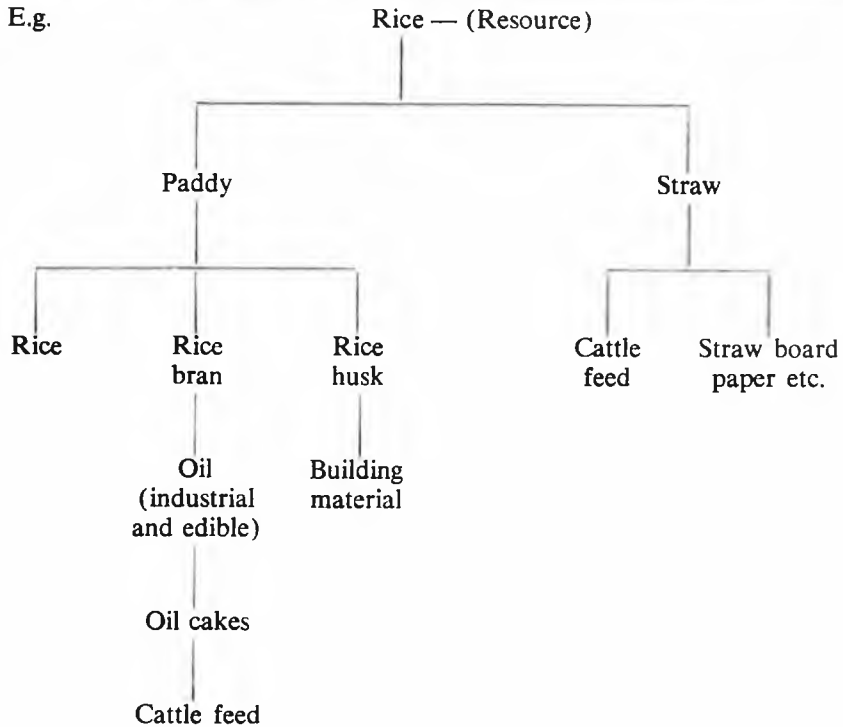 E.g.
Rice — (Resource)
Paddy
Straw
Rice
Rice
bran
Rice
husk
Cattle
feed
Straw board
paper etc.
Oil
(industrial
and edible)
Building
material
Oil cakes
Cattle feed